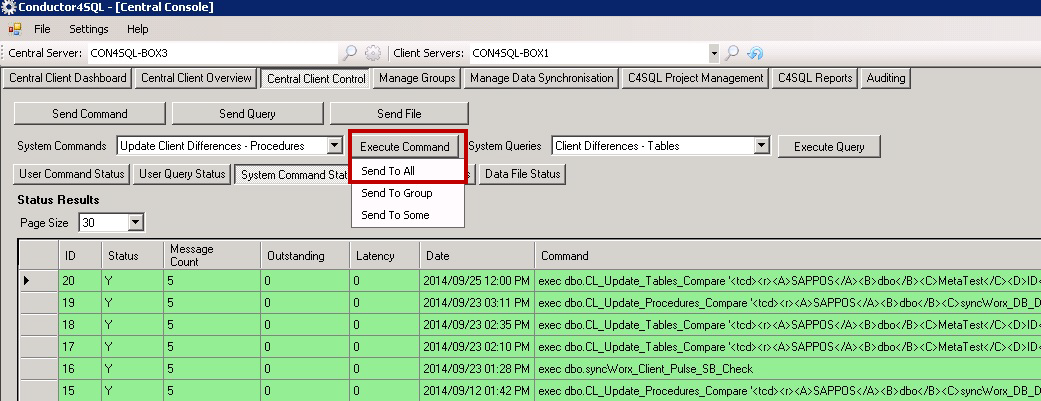 Conductor4SQL - [Central Console]
File Settings Help
Central Server: CON4SQL-BOX3 Client Servers: CON4SQL-BOX1
Central Client Dashboard Central Client Overview Central Client Control Manage Groups Manage Data Synchronisation C4SQL Project Management C4SQL Reports Auditing
Send Command Send Query Send File
System Commands Update Client Differences - Procedures Execute Command System Queries Client Differences - Tables Execute Query
User Command Status User Query Status System Command Stat Send To All s Data File Status
Send To Group
Send To Some
Status Results
Page Size 30
ID Status Message Count Outstanding Latency Date Command
20 Y 5 0 0 2014/09/25 12:00 PM exec dbo.CL_Update_Tables_Compare '<tcd><r><A>SAPPOS</A><B>dbo</B><C>MetaTest</C><D>ID<
19 Y 5 0 0 2014/09/23 03:11 PM exec dbo.CL_Update_Procedures_Compare '<tcd><r><A>SAPPOS</A><B>dbo</B><C>syncWorx_DB_D
18 Y 5 0 0 2014/09/23 02:35 PM exec dbo.CL_Update_Tables_Compare '<tcd><r><A>SAPPOS</A><B>dbo</B><C>MetaTest</C><D>ID<
17 Y 5 0 0 2014/09/23 02:10 PM exec dbo.CL_Update_Tables_Compare '<tcd><r><A>SAPPOS</A><B>dbo</B><C>MetaTest</C><D>ID<
16 Y 5 0 0 2014/09/23 01:28 PM exec dbo.syncWorx_Client_Pulse_SB_Check
15 Y 5 0 0 2014/09/12 01:42 PM exec dbo.CL_Update_Procedures_Compare '<tcd><r><A>SAPPOS</A><B>dbo</B><C>syncWorx_DB_D